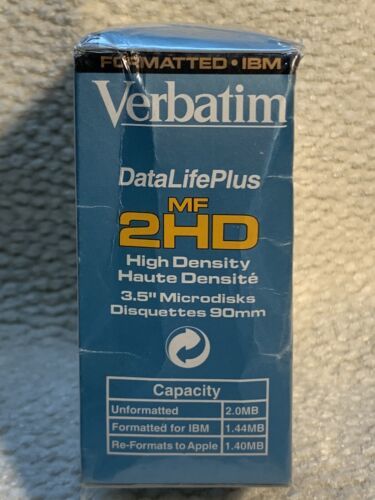 FORMATTED • IBM
Verbatim
DataLifePlus
MF
2HD
High Density
Haute Densité
3.5" Microdisks
Disquettes 90mm
Capacity
Unformatted 2.0MB
Formatted for IBM 1.44MB
Re-Formats to Apple 1.40MB